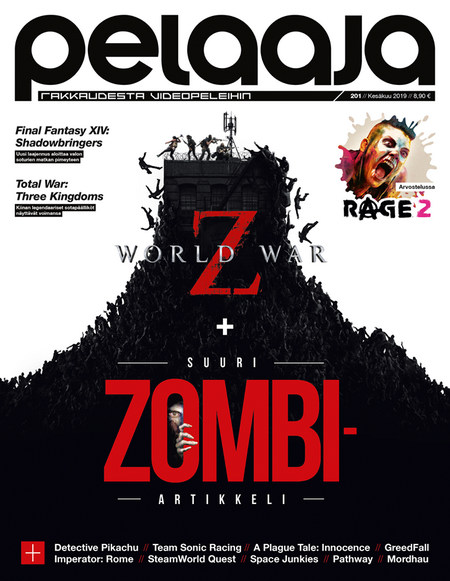 pelaaja
RAKKAUDESTA VIDEOPELEIHIN
201 // Kesäkuu 2019 // 8,90 €
Final Fantasy XIV:
Shadowbringers
Uusi laajennus aloittaa valon
soturien matkan pimeyteen
Total War:
Three Kingdoms
Kiinan legendaariset sotapäälliköt
näyttävät voimansa
Arvostelussa
RAGE 2
WORLD WAR
Z
+
SUURI
ZOMBI-
ARTIKKELI
+
Detective Pikachu // Team Sonic Racing // A Plague Tale: Innocence // GreedFall
Imperator: Rome // SteamWorld Quest // Space Junkies // Pathway // Mordhau